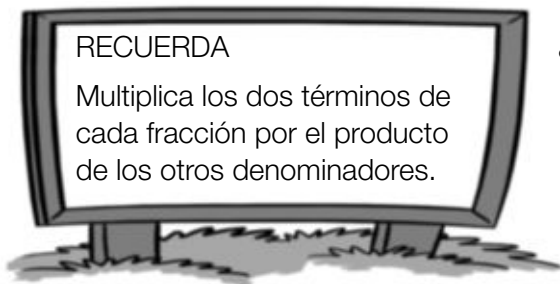 RECUERDA
Multiplica los dos términos de
cada fracción por el producto
de los otros denominadores.